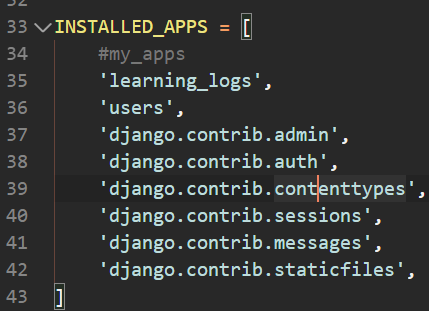 32
33 INSTALLED_APPS = [
34 #my_apps
35 'learning_logs',
36 'users',
37 'django.contrib.admin',
38 'django.contrib.auth',
39 'django.contrib.contenttypes',
40 'django.contrib.sessions',
41 'django.contrib.messages',
42 'django.contrib.staticfiles',
43 ]